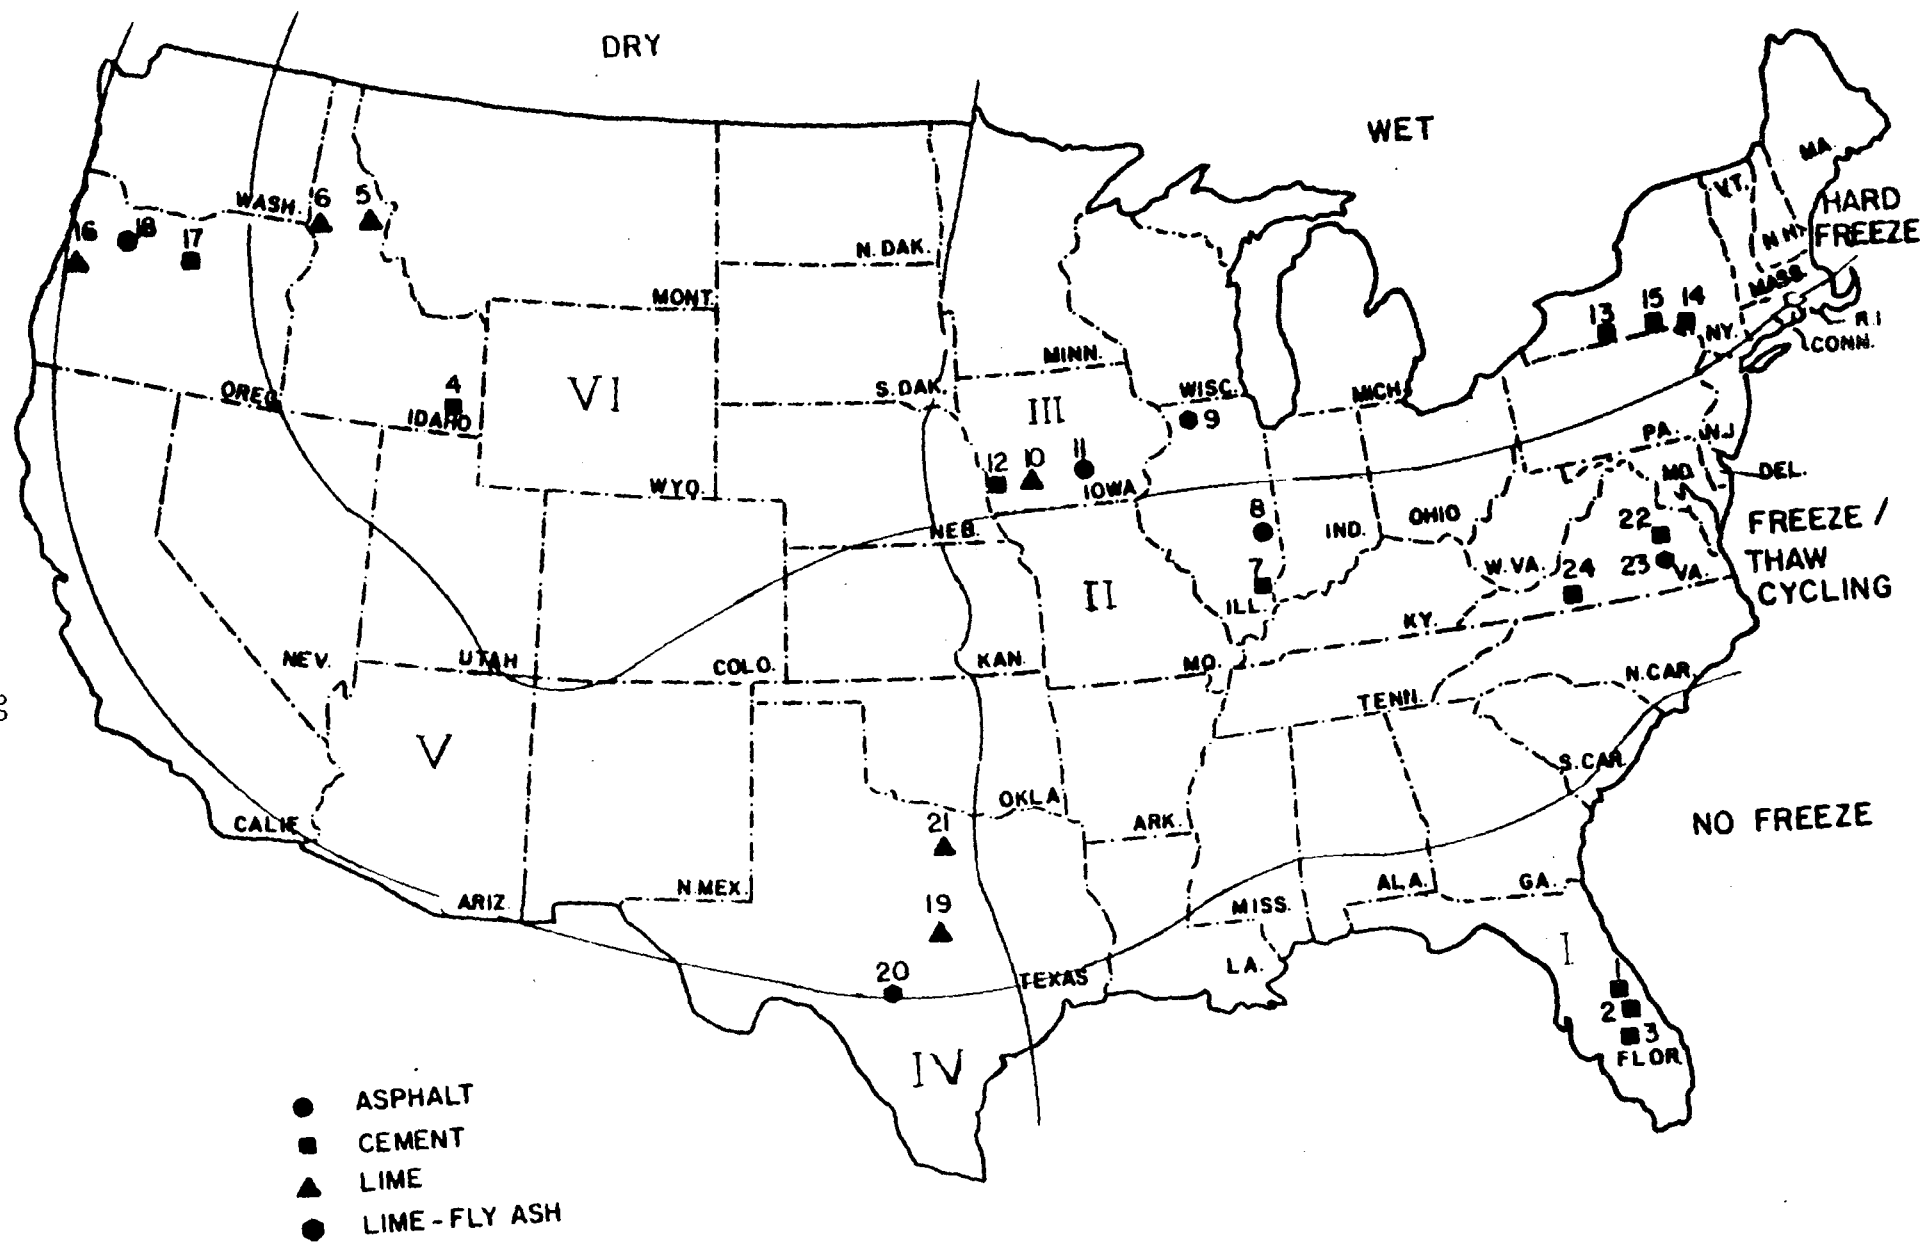 DRY
WET
MA.
V.T.
HARD
FREEZE
N H.
WASH.
6
5
16
18
17
N. DAK.
MASS.
MONT.
13
15
14
NY.
R.I
CONN.
MINN.
OREG.
4
IDAHO
VI
S. DAK.
III
WISC.
9
MICH.
PA.
N.J.
12
10
11
IOWA
MD.
DEL.
WYO.
NEB.
8
IND.
OHIO
22
FREEZE /
THAW
CYCLING
7
ILL.
II
W. VA.
24
23
VA.
KY.
NEV.
UTAH
COLO.
KAN.
MO.
N. CAR.
TENN.
V
S. CAR.
OKLA.
CALIF.
21
ARK.
NO FREEZE
ARIZ.
N. MEX.
19
MISS.
ALA.
GA.
20
TEXAS
LA.
I
1
2
3
FLOR.
IV
ASPHALT
CEMENT
LIME
LIME - FLY ASH